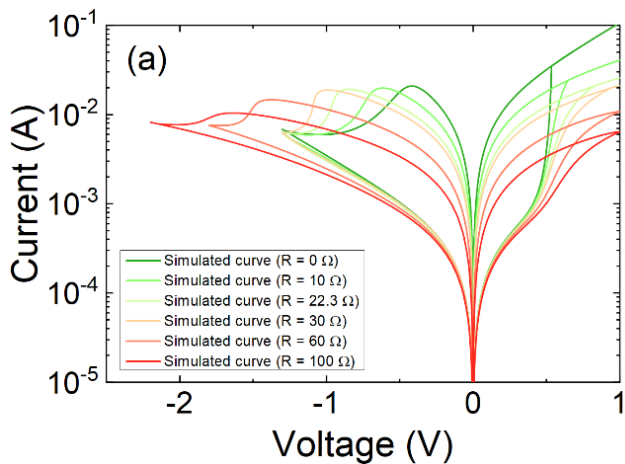 (a)
10^-1
10^-2
10^-3
10^-4
10^-5
Current (A)
Simulated curve (R = 0 Ω)
Simulated curve (R = 10 Ω)
Simulated curve (R = 22.3 Ω)
Simulated curve (R = 30 Ω)
Simulated curve (R = 60 Ω)
Simulated curve (R = 100 Ω)
-2 -1 0 1
Voltage (V)